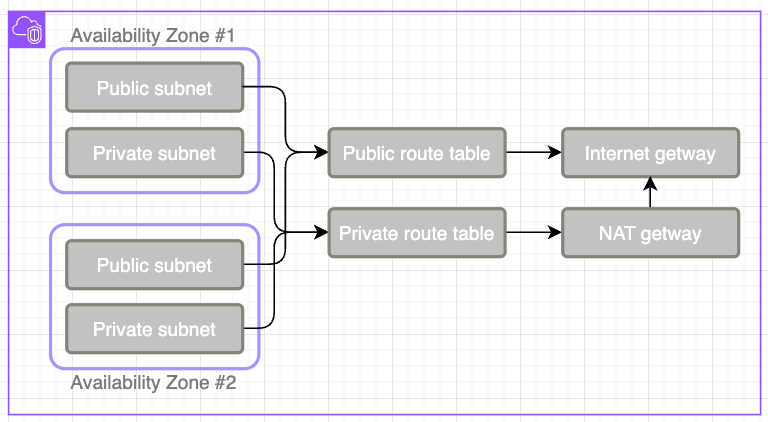 Availability Zone #1
Public subnet
Private subnet
Public route table
Internet getway
Private route table
NAT getway
Public subnet
Private subnet
Availability Zone #2